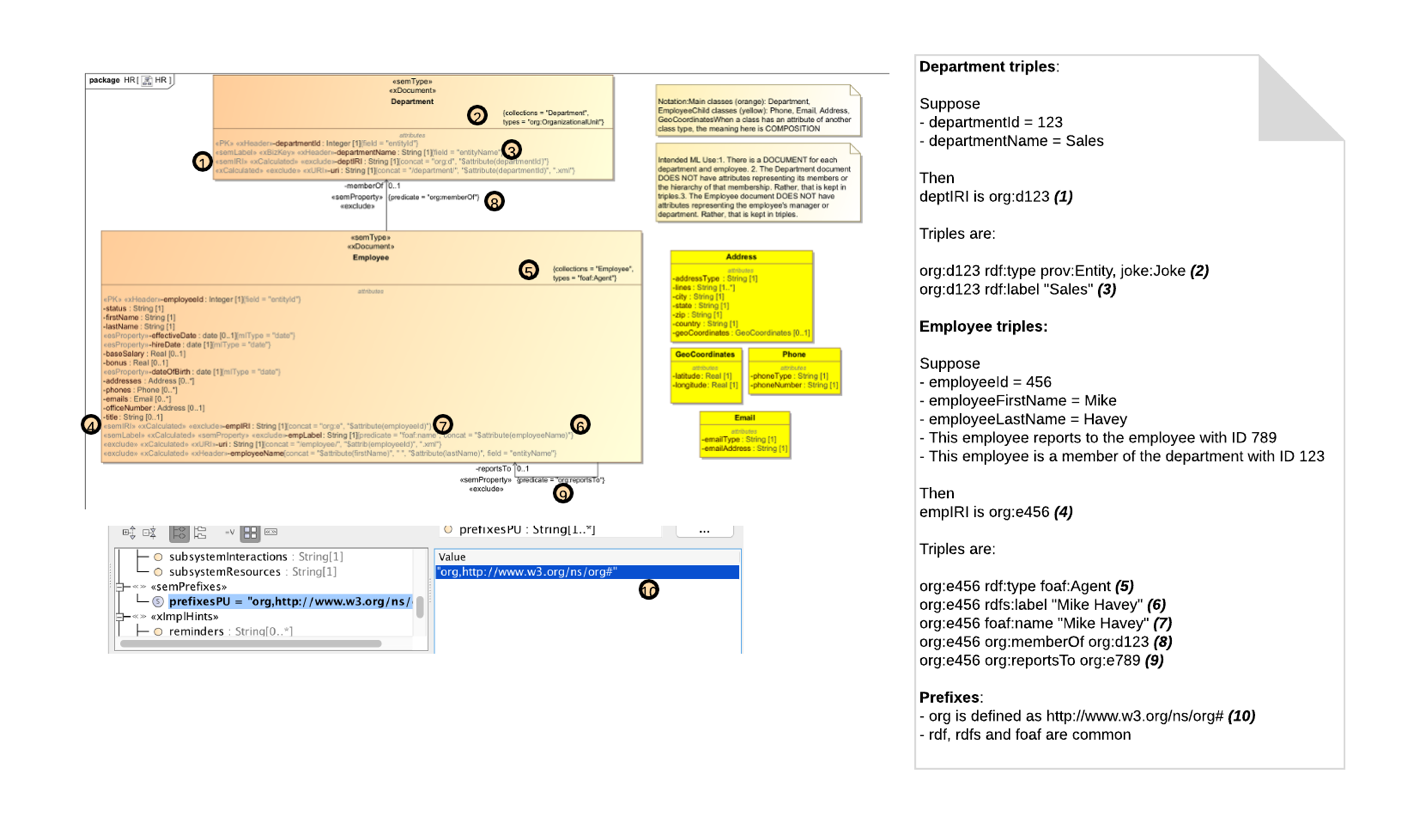 package HR[ HR ]
«semType»
«xDocument»
Department
{collections = "Department",
types = "org:OrganizationalUnit"}
2
attributes
«PK» «xHeader»-departmentId : Integer [1]{field = "entityId"}
«semLabel» «xBizKey» «xHeader»-departmentName : String [1]{field = "entityName"}
«semIRI» «xCalculated» «exclude»-deptIRI : String [1]{concat = "org:d", "$attribute(departmentId)"}
«xCalculated» «exclude» «xURI»-uri : String [1]{concat = "/department/", "$attribute(departmentId)", ".xml"}
1
3
-memberOf 0..1
«semProperty» {predicate = "org:memberOf"}
«exclude»
8
«semType»
«xDocument»
Employee
{collections = "Employee",
types = "foaf:Agent"}
5
attributes
«PK» «xHeader»-employeeId : Integer [1]{field = "entityId"}
-status : String [1]
-firstName : String [1]
-lastName : String [1]
«esProperty»-effectiveDate : date [0..1]{mlType = "date"}
«esProperty»-hireDate : date [1]{mlType = "date"}
-baseSalary : Real [0..1]
-bonus : Real [0..1]
«esProperty»-dateOfBirth : date [1]{mlType = "date"}
-addresses : Address [0..*]
-phones : Phone [0..*]
-emails : Email [0..*]
-officeNumber : Address [0..1]
-title : String [0..1]
«semIRI» «xCalculated» «exclude»-empIRI : String [1]{concat = "org:e", "$attribute(employeeId)"}
«semLabel» «xCalculated» «semProperty» «exclude»-empLabel : String [1]{predicate = "foaf:name", concat = "$attribute(employeeName)"}
«exclude» «xCalculated» «xURI»-uri : String [1]{concat = "/employee/", "$attrib(employeeId)", ".xml"}
«exclude» «xCalculated» «xHeader»-employeeName{concat = "$attribute(firstName)", " ", "$attribute(lastName)", field = "entityName"}
4
7
6
-reportsTo 0..1
«semProperty» {predicate = "org:reportsTo"}
«exclude»
9
Notation:Main classes (orange): Department,
EmployeeChild classes (yellow): Phone, Email, Address,
GeoCoordinatesWhen a class has an attribute of another
class type, the meaning here is COMPOSITION
Intended ML Use:1. There is a DOCUMENT for each
department and employee. 2. The Department document
DOES NOT have attributes representing its members or
the hierarchy of that membership. Rather, that is kept in
triples.3. The Employee document DOES NOT have
attributes representing the employee's manager or
department. Rather, that is kept in triples.
Address
attributes
-addressType : String [1]
-lines : String [1..*]
-city : String [1]
-state : String [1]
-zip : String [1]
-country : String [1]
-geoCoordinates : GeoCoordinates [0..1]
GeoCoordinates
attributes
-latitude: Real [1]
-longitude: Real [1]
Phone
attributes
-phoneType : String [1]
-phoneNumber : String [1]
Email
attributes
-emailType : String [1]
-emailAddress : String [1]
subsystemInteractions : String[1]
subsystemResources : String[1]
«semPrefixes»
prefixesPU = "org,http://www.w3.org/ns/
«xImplHints»
reminders : String[0..*]
prefixesPU : String[1..*]
...
Value
"org,http://www.w3.org/ns/org#"
10
Department triples:
Suppose
- departmentId = 123
- departmentName = Sales
Then
deptIRI is org:d123 (1)
Triples are:
org:d123 rdf:type prov:Entity, joke:Joke (2)
org:d123 rdf:label "Sales" (3)
Employee triples:
Suppose
- employeeId = 456
- employeeFirstName = Mike
- employeeLastName = Havey
- This employee reports to the employee with ID 789
- This employee is a member of the department with ID 123
Then
empIRI is org:e456 (4)
Triples are:
org:e456 rdf:type foaf:Agent (5)
org:e456 rdfs:label "Mike Havey" (6)
org:e456 foaf:name "Mike Havey" (7)
org:e456 org:memberOf org:d123 (8)
org:e456 org:reportsTo org:e789 (9)
Prefixes:
- org is defined as http://www.w3.org/ns/org# (10)
- rdf, rdfs and foaf are common